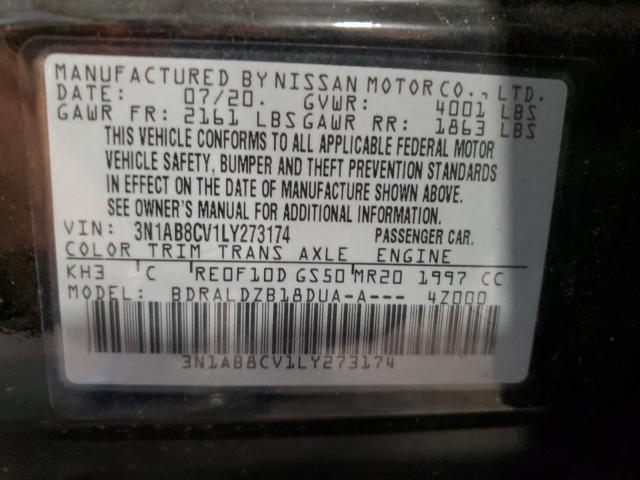 MANUFACTURED BY NISSAN MOTOR CO., LTD.
DATE: 07/20. GVWR: 4001 LBS
GAWR FR: 2161 LBS GAWR RR: 1863 LBS
THIS VEHICLE CONFORMS TO ALL APPLICABLE FEDERAL MOTOR
VEHICLE SAFETY, BUMPER AND THEFT PREVENTION STANDARDS
IN EFFECT ON THE DATE OF MANUFACTURE SHOWN ABOVE.
SEE OWNER'S MANUAL FOR ADDITIONAL INFORMATION.
VIN: 3N1AB8CV1LY273174 PASSENGER CAR.
COLOR TRIM TRANS AXLE ENGINE
KH3 C RE0F10D GS50 MR20 1997 CC
MODEL: BDRALDZB18DUA-A--- 4Z000
3N1AB8CV1LY273174